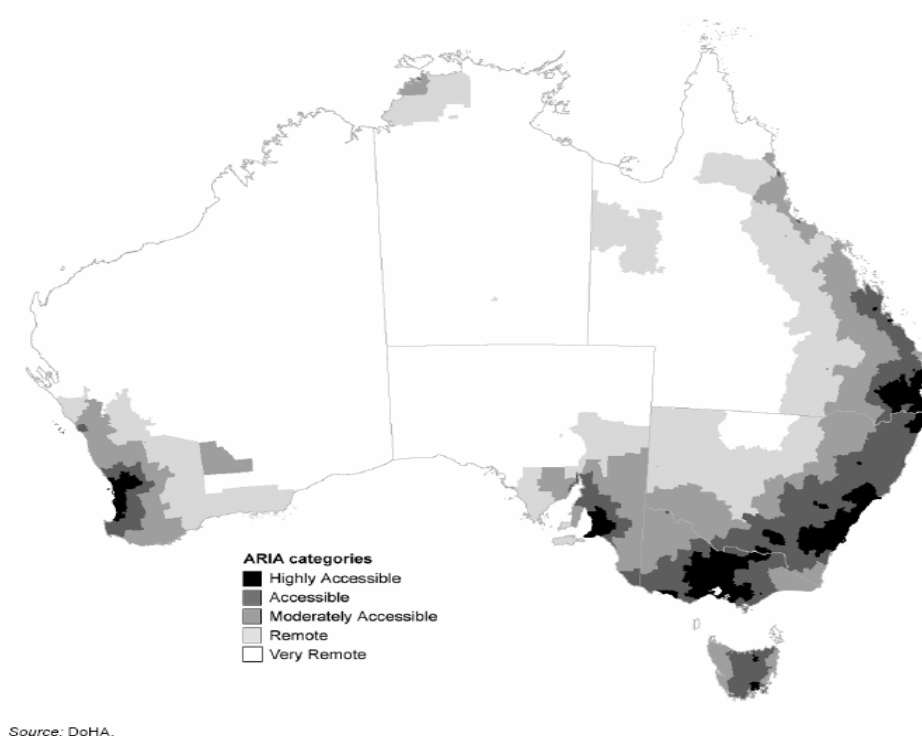 ARIA categories
Highly Accessible
Accessible
Moderately Accessible
Remote
Very Remote
Source: DoHA.